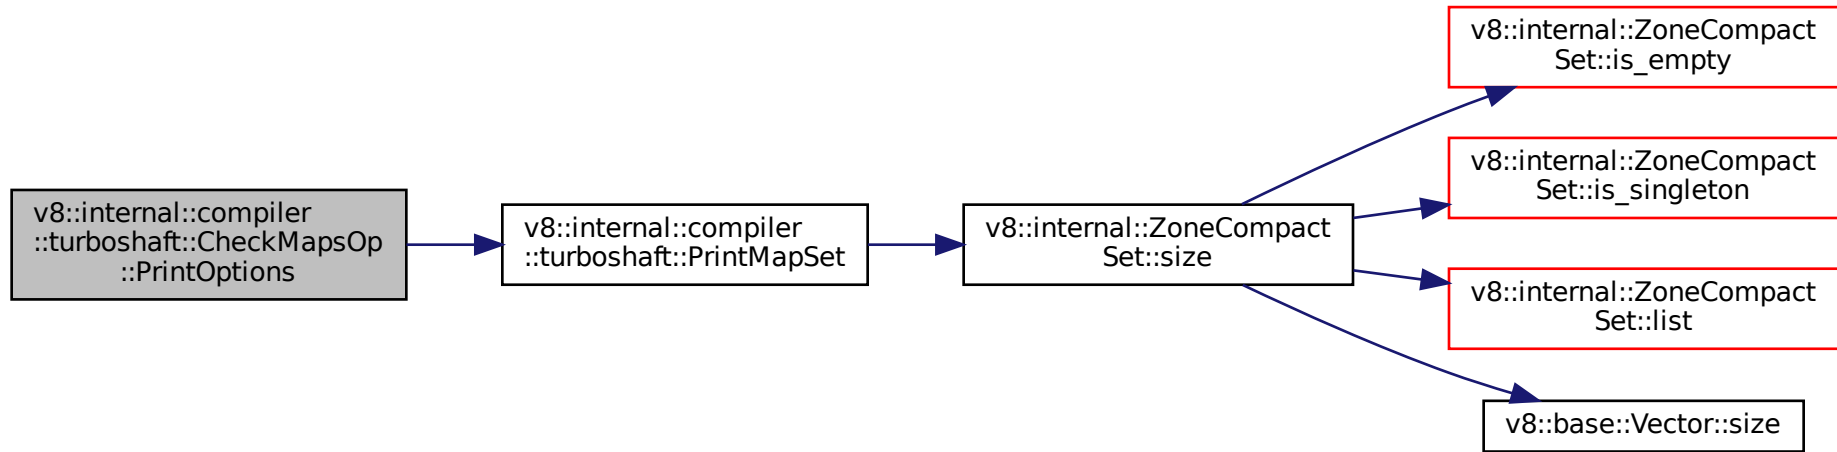 v8::internal::compiler
::turboshaft::CheckMapsOp
::PrintOptions
v8::internal::compiler
::turboshaft::PrintMapSet
v8::internal::ZoneCompact
Set::size
v8::internal::ZoneCompact
Set::is_empty
v8::internal::ZoneCompact
Set::is_singleton
v8::internal::ZoneCompact
Set::list
v8::base::Vector::size